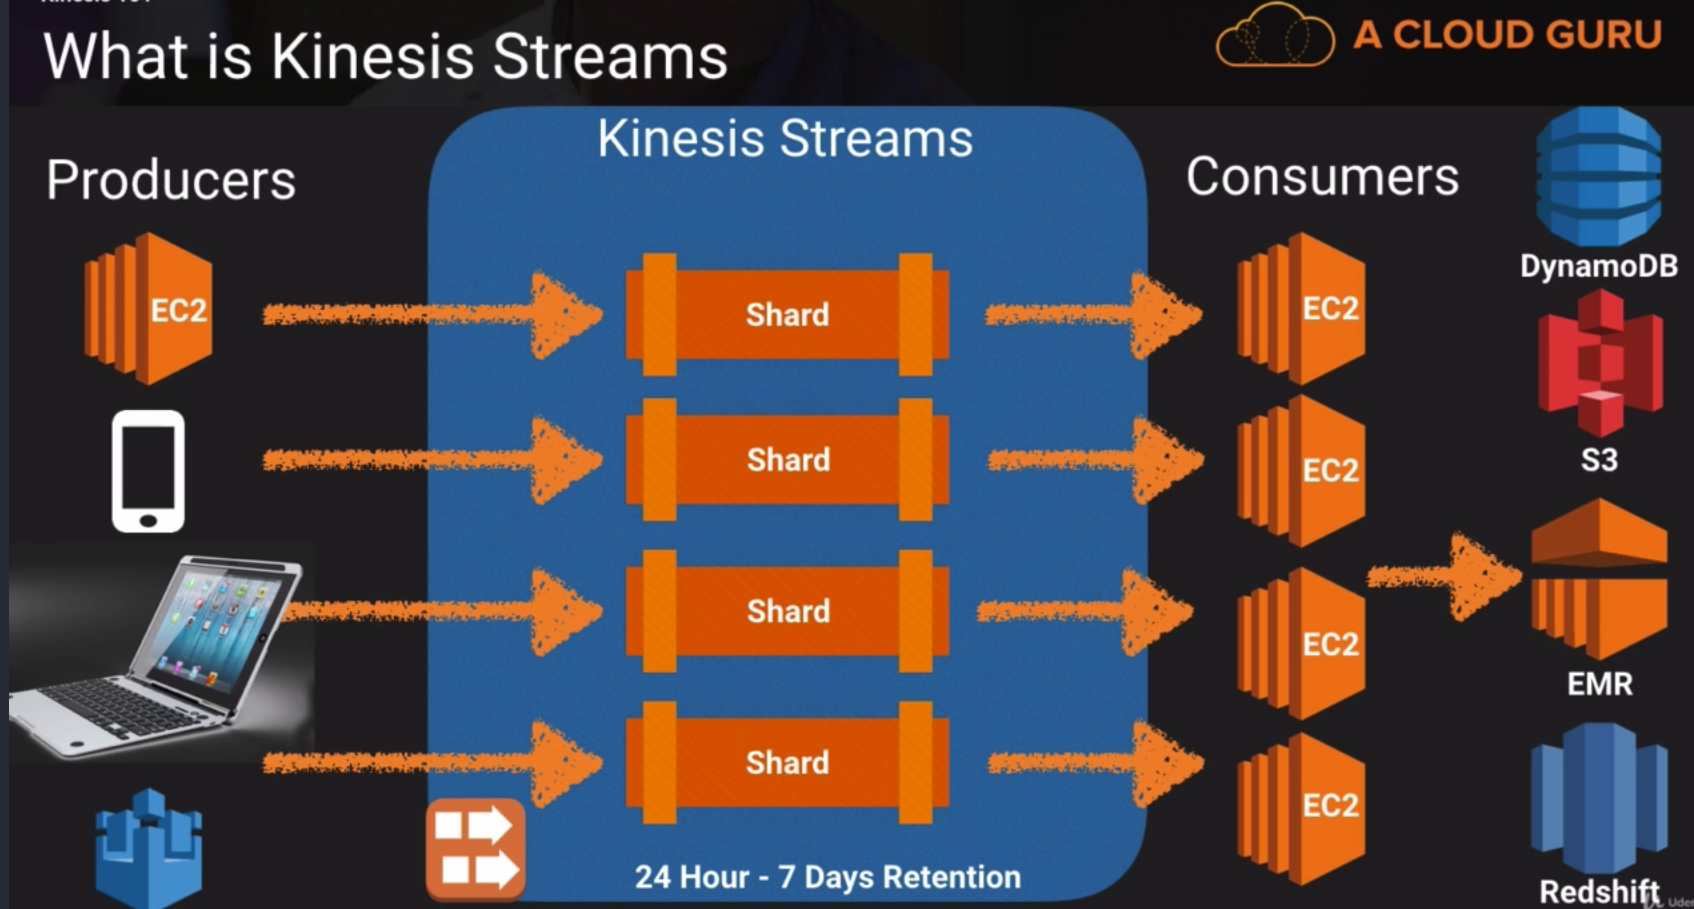 What is Kinesis Streams
A CLOUD GURU
Kinesis Streams
Producers
Consumers
DynamoDB
EC2
Shard
EC2
S3
Shard
EC2
EMR
Shard
EC2
Shard
EC2
24 Hour - 7 Days Retention
Redshift